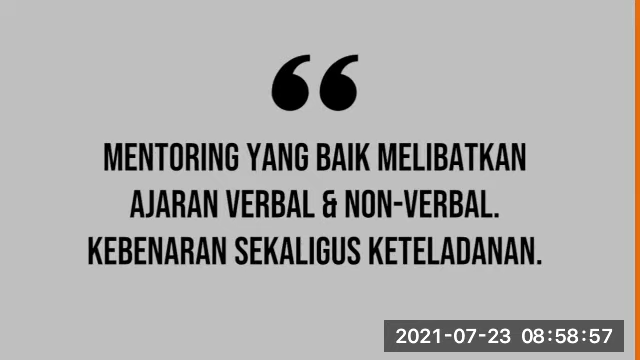 “
MENTORING YANG BAIK MELIBATKAN
AJARAN VERBAL & NON-VERBAL.
KEBENARAN SEKALIGUS KETELADANAN.
2021-07-23 08:58:57